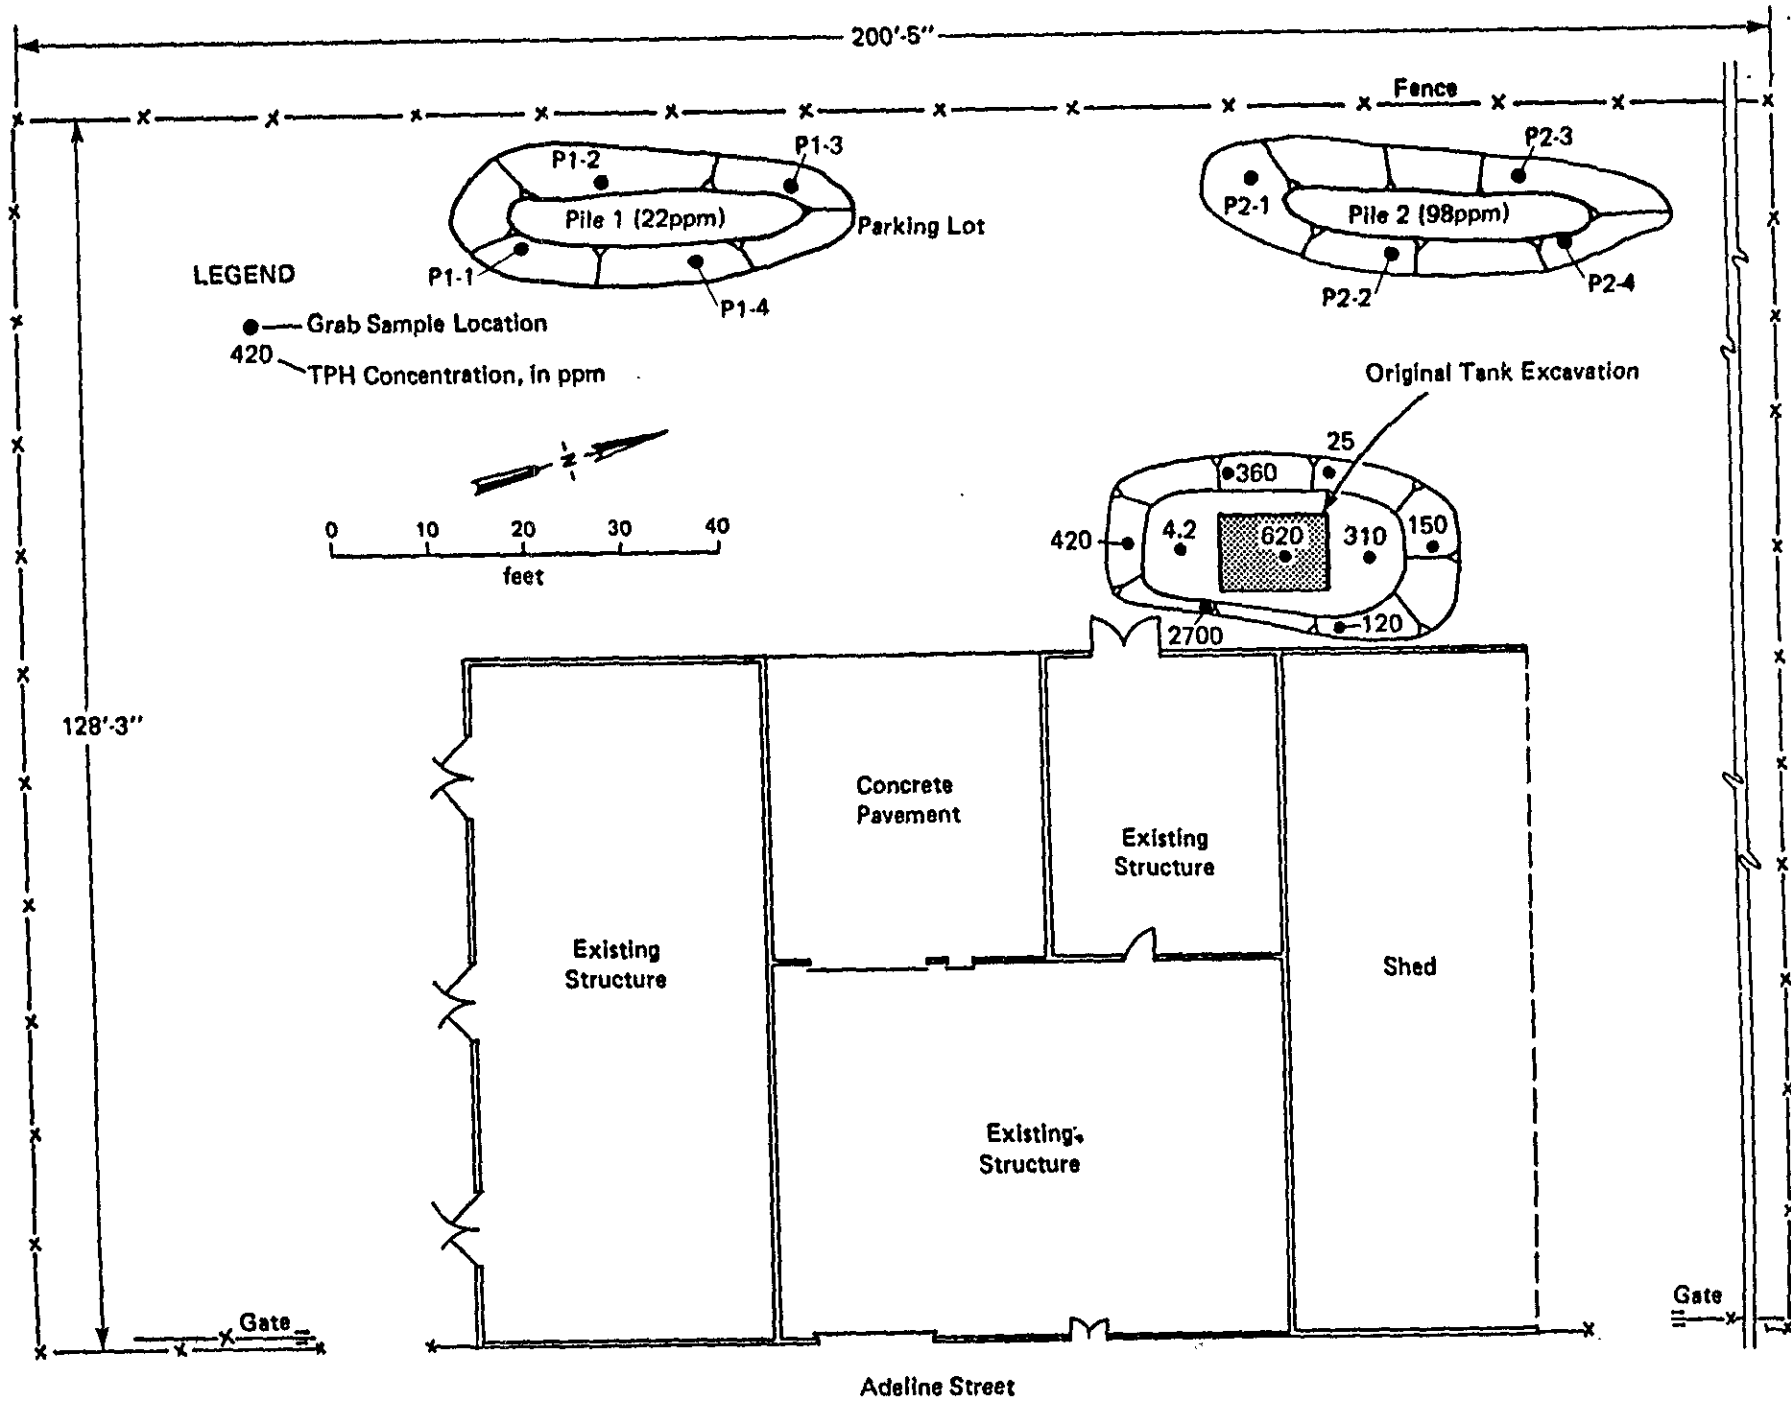 200'-5"
Fence
P1-2
P1-3
Pile 1 (22ppm)
Parking Lot
P1-1
P1-4
P2-3
P2-1
Pile 2 (98ppm)
P2-2
P2-4
LEGEND
Grab Sample Location
420
TPH Concentration, in ppm
N
0 10 20 30 40
feet
Original Tank Excavation
25
360
420
4.2
620
310
150
2700
120
128'-3"
Concrete
Pavement
Existing
Structure
Existing
Structure
Shed
Existing
Structure
Gate
Gate
Adeline Street